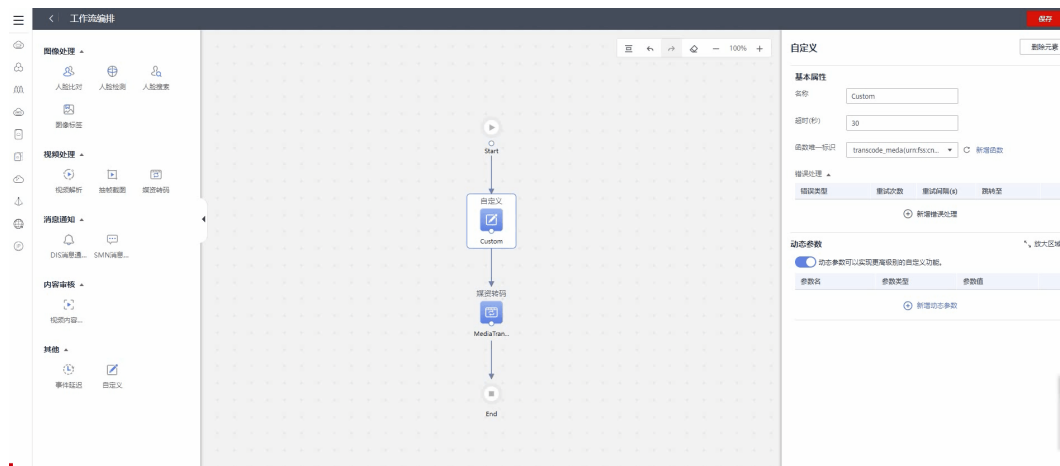 工作流编排
保存
图像处理
人脸比对 人脸检测 人脸搜索
图像标签
视频处理
视频解析 抽帧截图 媒资转码
消息通知
DIS消息通... SMN消息...
内容审核
视频内容...
其他
事件延迟 自定义
100%
Start
自定义
Custom
媒资转码
MediaTran...
End
自定义
删除元素
基本属性
名称 Custom
超时(秒) 30
函数唯一标识 transcode_meda(urn:fss:cn... 新增函数
错误处理
错误类型 重试次数 重试间隔(s) 跳转至
新增错误处理
动态参数 放大区域
动态参数可以实现更高级别的自定义功能。
参数名 参数类型 参数值
新增动态参数